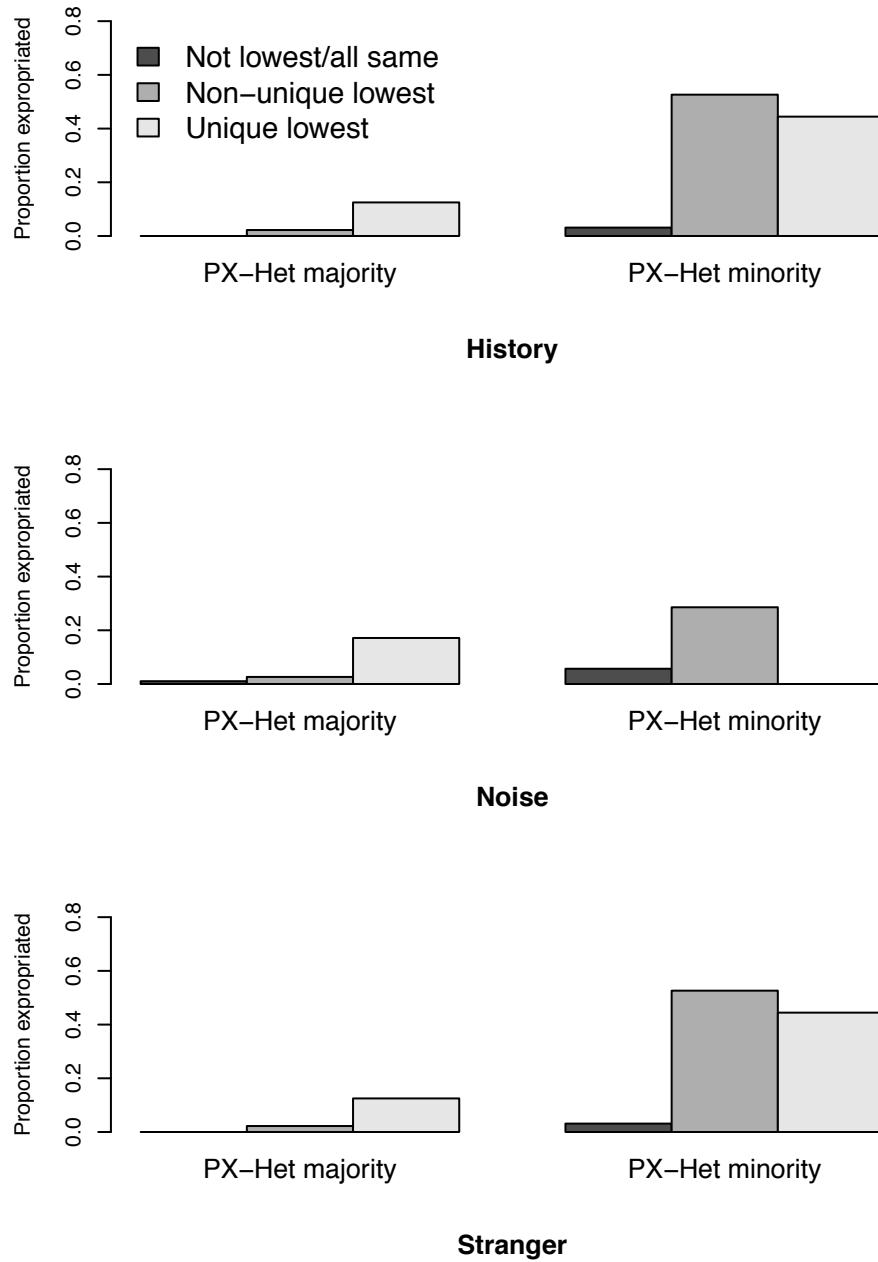 Proportion expropriated
0.0 0.2 0.4 0.6 0.8
Not lowest/all same
Non−unique lowest
Unique lowest
PX−Het majority PX−Het minority
History
Proportion expropriated
0.0 0.2 0.4 0.6 0.8
PX−Het majority PX−Het minority
Noise
Proportion expropriated
0.0 0.2 0.4 0.6 0.8
PX−Het majority PX−Het minority
Stranger